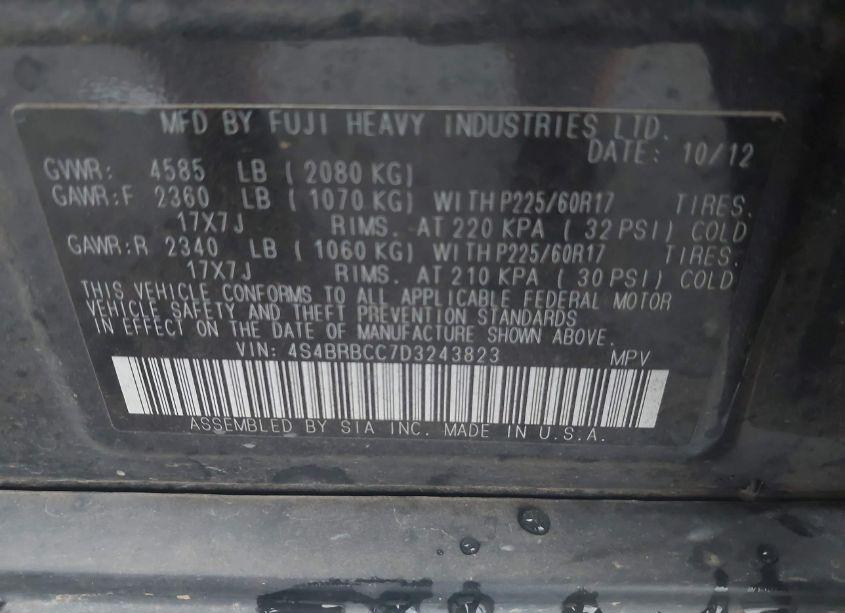 MFD BY FUJI HEAVY INDUSTRIES LTD.
DATE: 10/12
GVWR: 4585 LB ( 2080 KG)
GAWR:F 2360 LB ( 1070 KG) WITH P225/60R17 TIRES.
17X7J RIMS. AT 220 KPA ( 32 PSI) COLD
GAWR:R 2340 LB ( 1060 KG) WITH P225/60R17 TIRES.
17X7J RIMS. AT 210 KPA ( 30 PSI) COLD
THIS VEHICLE CONFORMS TO ALL APPLICABLE FEDERAL MOTOR
VEHICLE SAFETY AND THEFT PREVENTION STANDARDS
IN EFFECT ON THE DATE OF MANUFACTURE SHOWN ABOVE.
VIN: 4S4BRBCC7D3243823 MPV
ASSEMBLED BY SIA INC. MADE IN U.S.A.